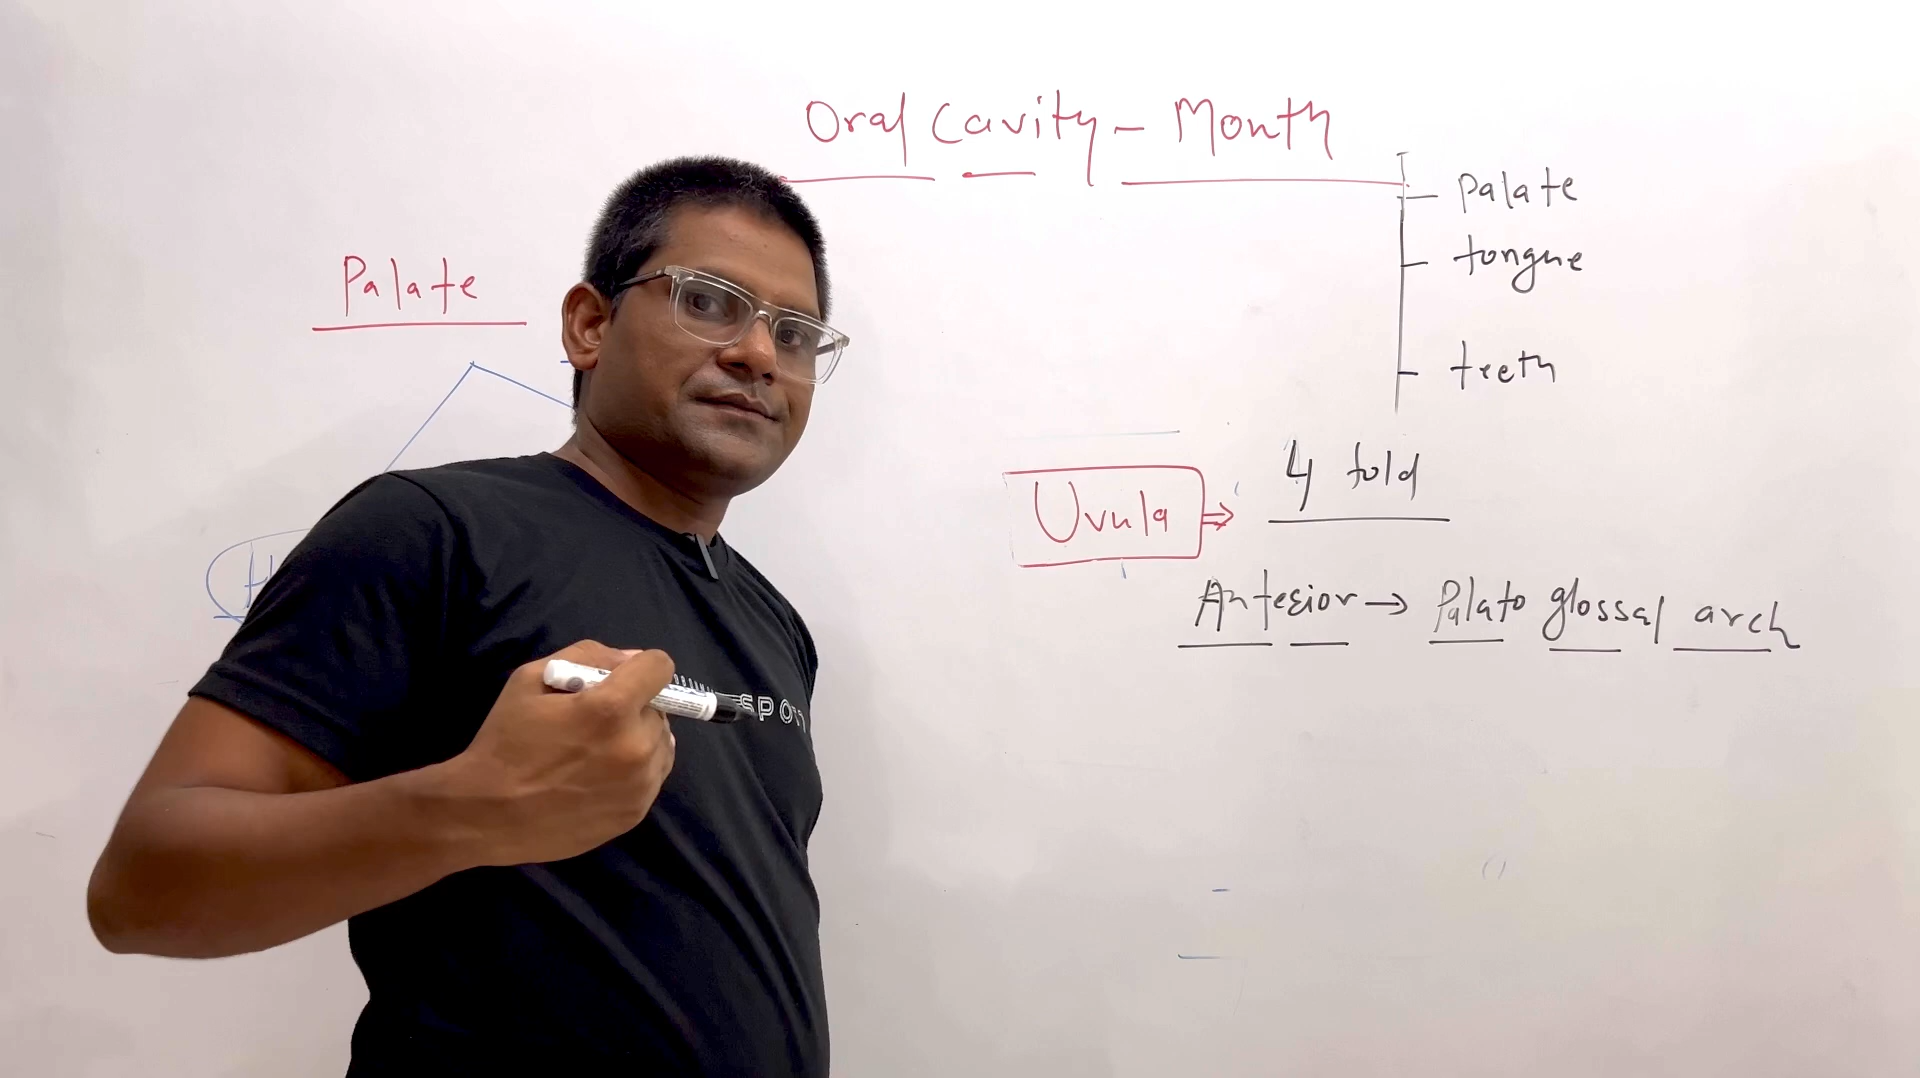 Oral Cavity - Month
Palate
tongue
teeth
Palate
Uvula ⇒ 4 fold
Anterior → Palato glossal arch